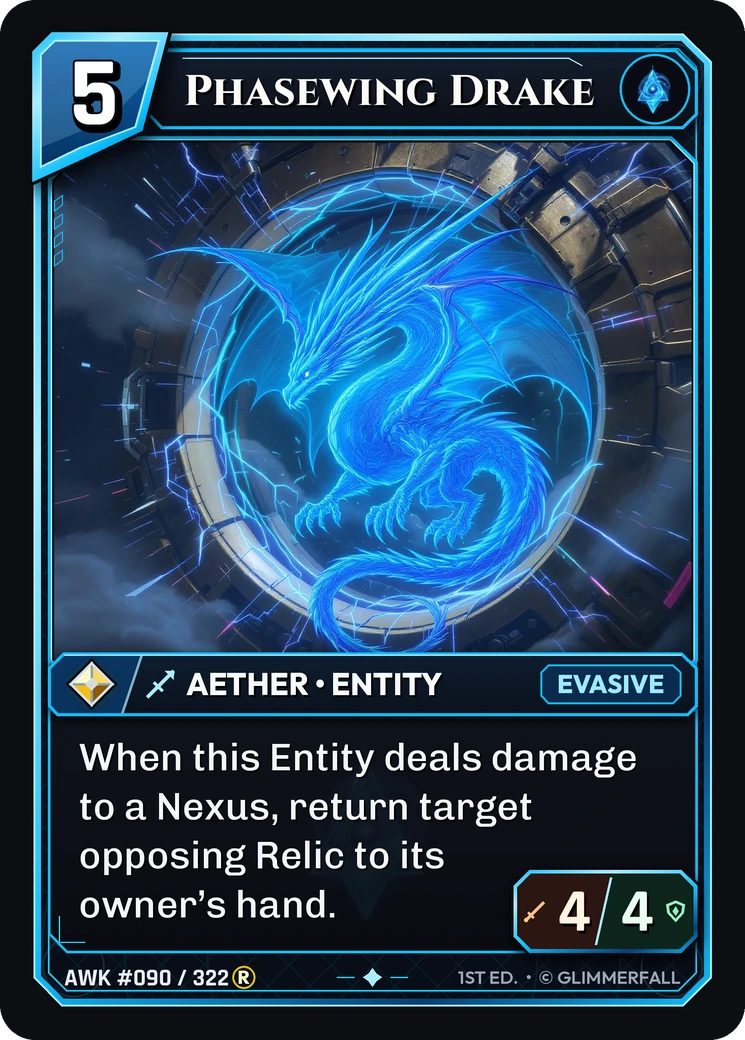 5
PHASEWING DRAKE
AETHER • ENTITY
EVASIVE
When this Entity deals damage
to a Nexus, return target
opposing Relic to its
owner’s hand.
4/4
AWK #090 / 322 R
1ST ED. • © GLIMMERFALL